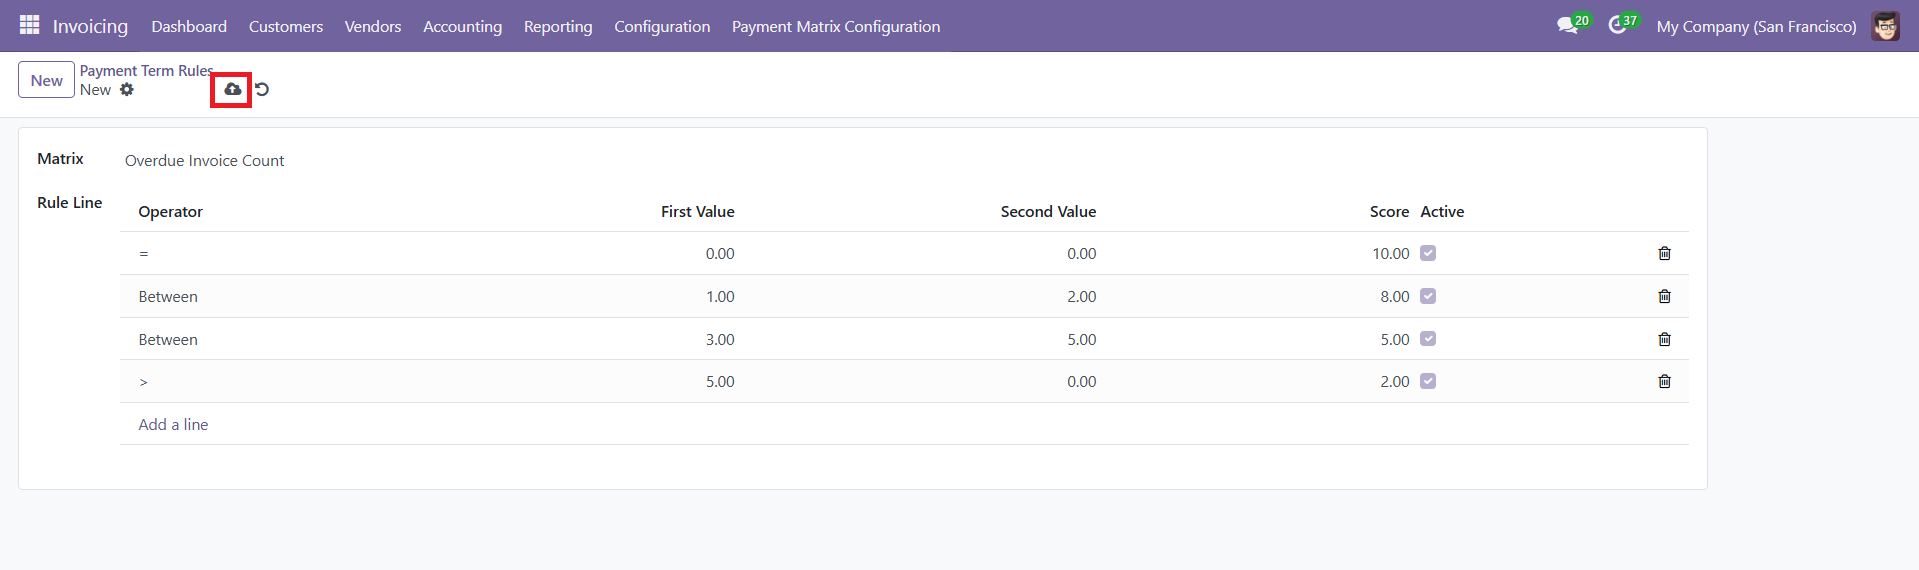 Invoicing Dashboard Customers Vendors Accounting Reporting Configuration Payment Matrix Configuration 20 37 My Company (San Francisco)
New Payment Term Rules
New
Matrix Overdue Invoice Count
Rule Line
Operator First Value Second Value Score Active
= 0.00 0.00 10.00
Between 1.00 2.00 8.00
Between 3.00 5.00 5.00
> 5.00 0.00 2.00
Add a line